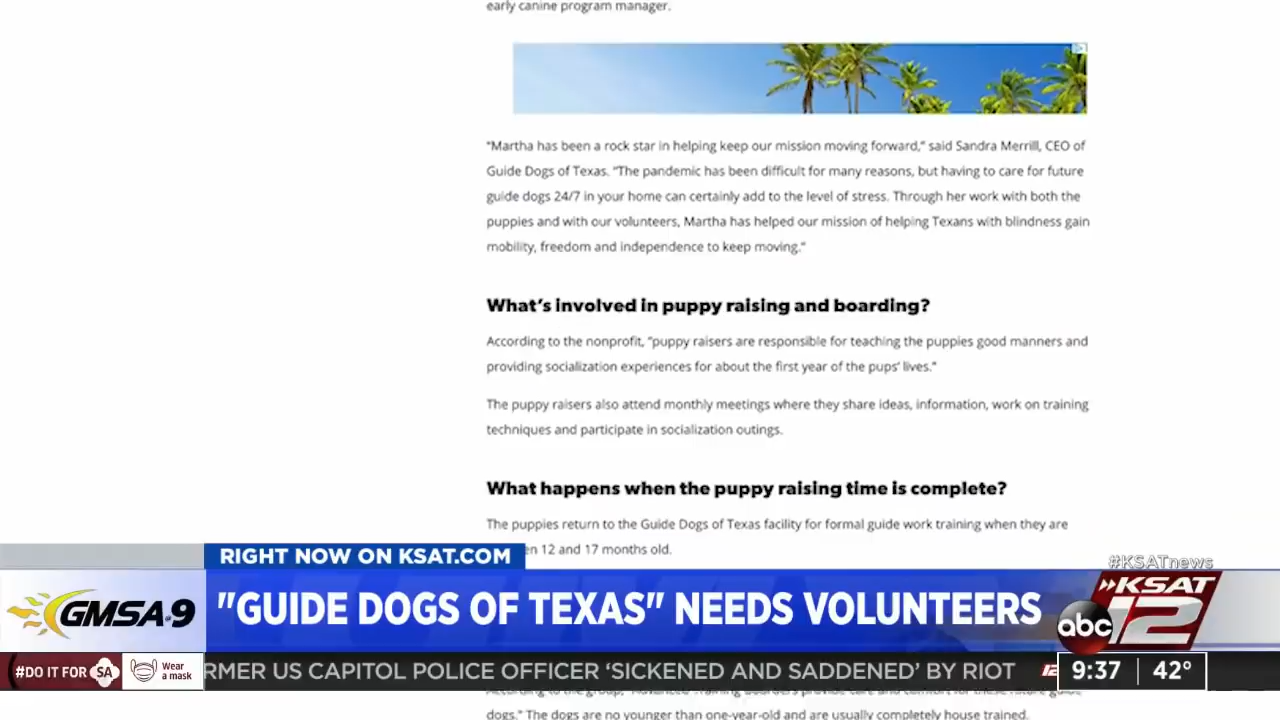 early canine program manager.
“Martha has been a rock star in helping keep our mission moving forward,” said Sandra Merrill, CEO of
Guide Dogs of Texas. “The pandemic has been difficult for many reasons, but having to care for future
guide dogs 24/7 in your home can certainly add to the level of stress. Through her work with both the
puppies and with our volunteers, Martha has helped our mission of helping Texans with blindness gain
mobility, freedom and independence to keep moving.”
What’s involved in puppy raising and boarding?
According to the nonprofit, “puppy raisers are responsible for teaching the puppies good manners and
providing socialization experiences for about the first year of the pups’ lives.”
The puppy raisers also attend monthly meetings where they share ideas, information, work on training
techniques and participate in socialization outings.
What happens when the puppy raising time is complete?
The puppies return to the Guide Dogs of Texas facility for formal guide work training when they are
en 12 and 17 months old.
RIGHT NOW ON KSAT.COM
#KSATnews
GMSA@9
"GUIDE DOGS OF TEXAS" NEEDS VOLUNTEERS
abc
KSAT
12
#DO IT FOR SA
Wear
a mask
RMER US CAPITOL POLICE OFFICER ‘SICKENED AND SADDENED’ BY RIOT
12
9:37
42°
dogs.” The dogs are no younger than one-year-old and are usually completely house trained.